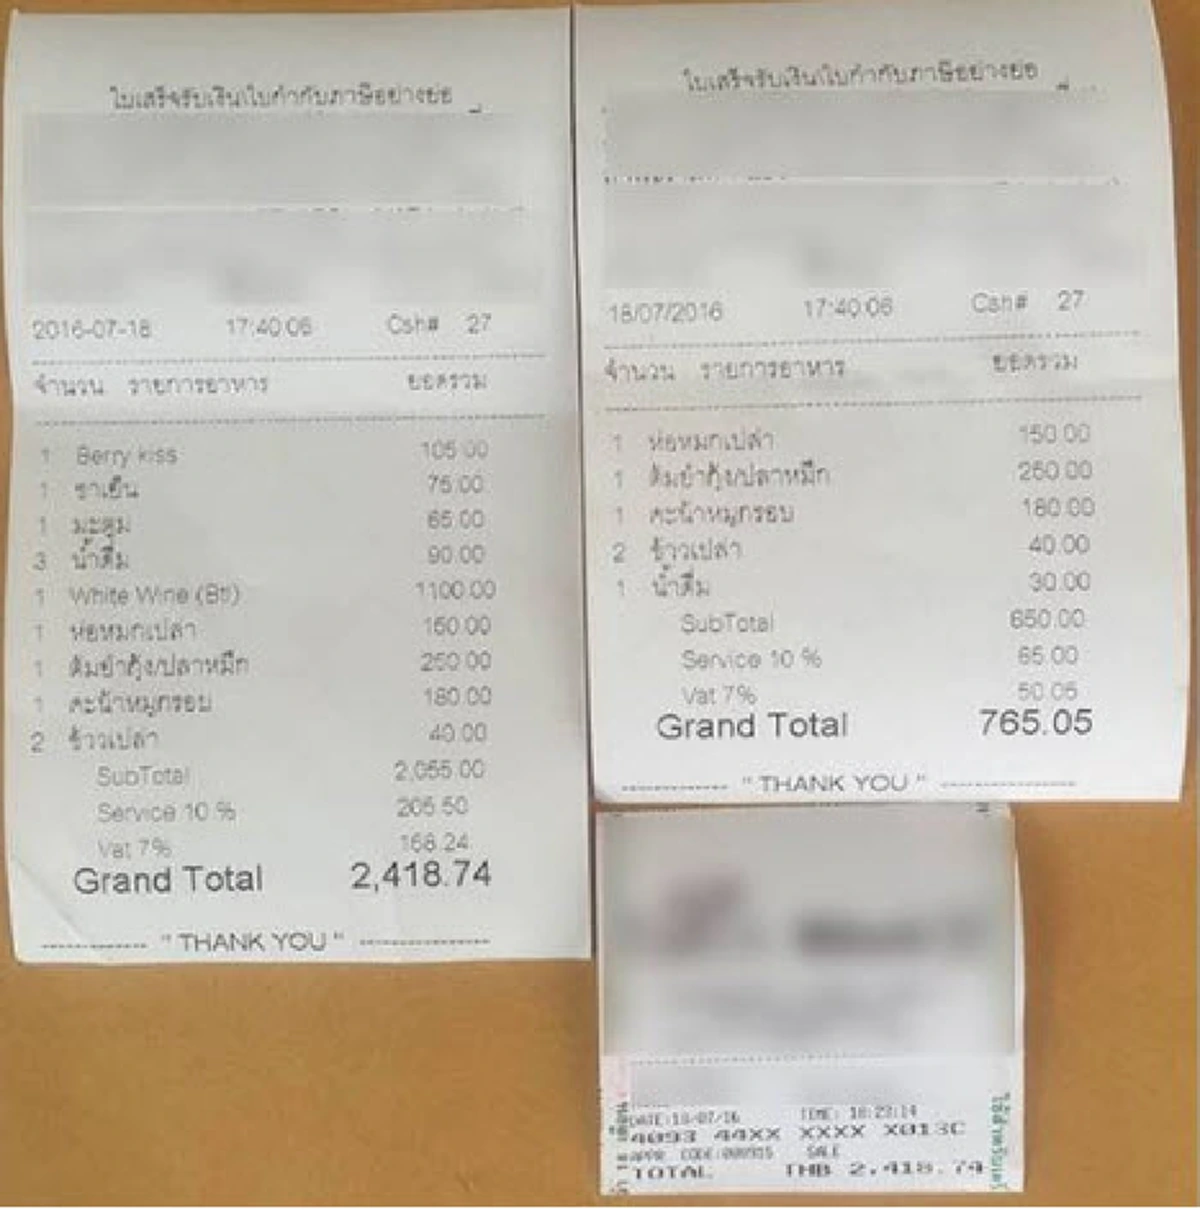 ใบเสร็จรับเงิน/ใบกำกับภาษีอย่างย่อ
2016-07-18 17:40:06 Csh# 27
จำนวน รายการอาหาร ยอดรวม
1 Berry kiss 105.00
1 ชาเย็น 75.00
1 มะตูม 65.00
3 น้ำดื่ม 90.00
1 White Wine (Btl) 1100.00
1 ห่อหมกเปล่า 150.00
1 ต้มยำกุ้ง/ปลาหมึก 250.00
1 คะน้าหมูกรอบ 180.00
2 ข้าวเปล่า 40.00
SubTotal 2,055.00
Service 10 % 205.50
Vat 7% 158.24
Grand Total 2,418.74
" THANK YOU "
ใบเสร็จรับเงิน/ใบกำกับภาษีอย่างย่อ
18/07/2016 17:40:06 Csh# 27
จำนวน รายการอาหาร ยอดรวม
1 ห่อหมกเปล่า 150.00
1 ต้มยำกุ้ง/ปลาหมึก 250.00
1 คะน้าหมูกรอบ 180.00
2 ข้าวเปล่า 40.00
1 น้ำดื่ม 30.00
SubTotal 650.00
Service 10 % 65.00
Vat 7% 50.05
Grand Total 765.05
" THANK YOU "
DATE:18-07/16 TIME: 18:23:14
4093 44XX XXXX X013C
APPR CODE:000915 SALE
TOTAL THB 2,418.74